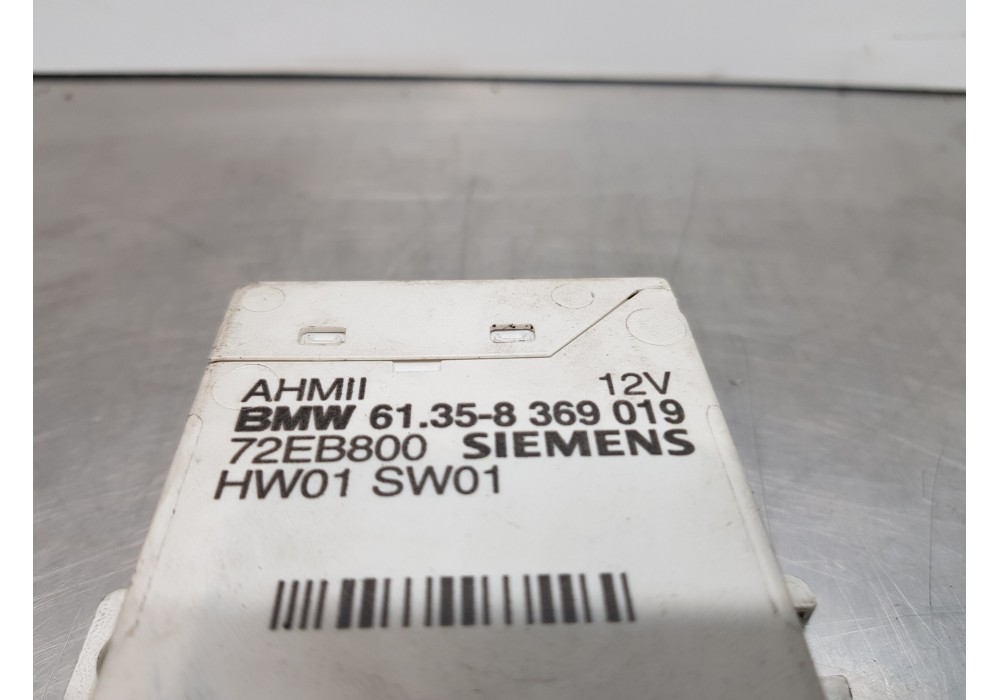 AHMII 12V
BMW 61.35-8 369 019
72EB800 SIEMENS
HW01 SW01